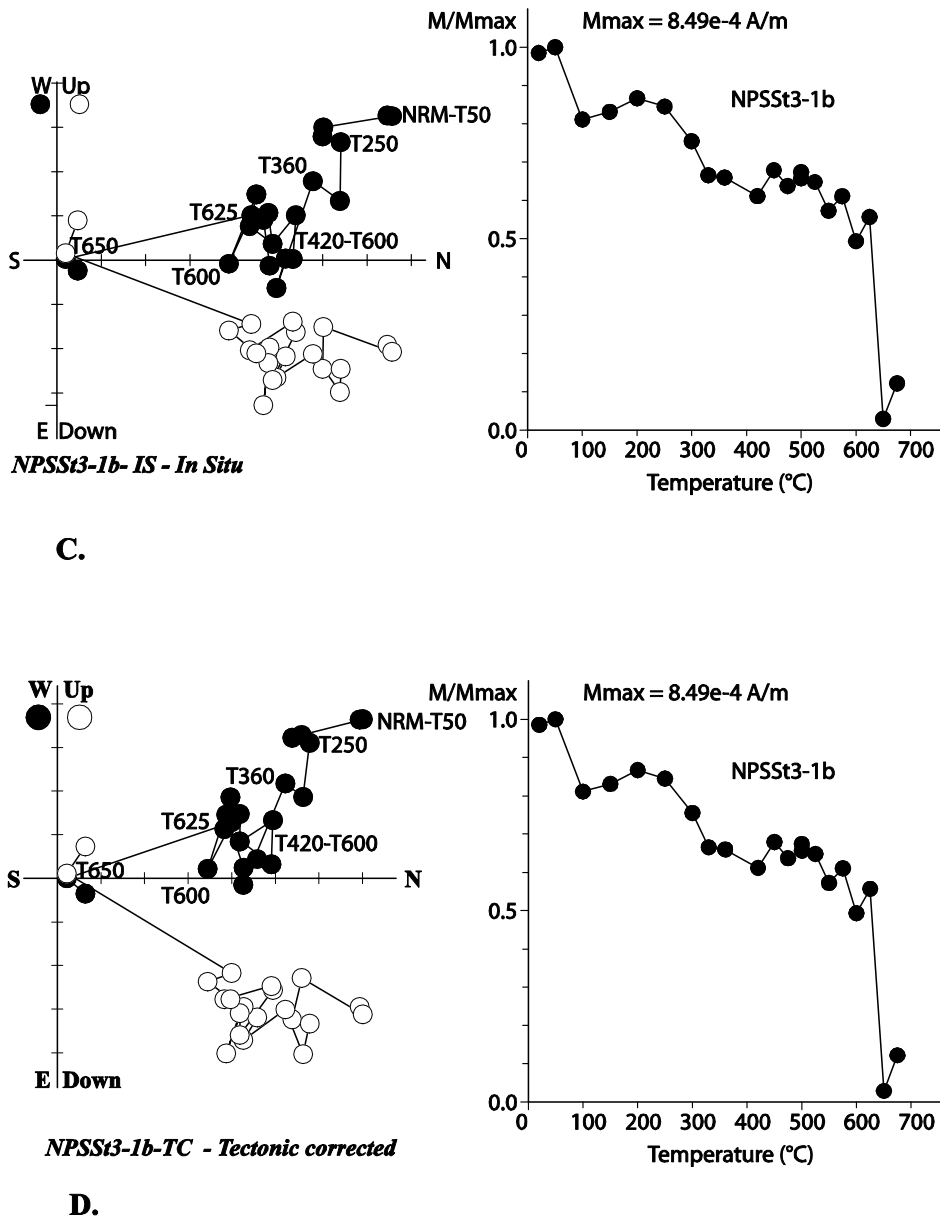 M/Mmax
Mmax = 8.49e-4 A/m
1.0
W Up
NRM-T50
NPSSt3-1b
T250
T360
T625
T420-T600
0.5
T650
S
N
T600
E Down
0.0
0 100 200 300 400 500 600 700
NPSSt3-1b- IS - In Situ
Temperature (°C)
C.
W Up
M/Mmax
Mmax = 8.49e-4 A/m
1.0
NRM-T50
T250
NPSSt3-1b
T360
T625
T420-T600
T650
S
N
T600
0.5
E Down
0.0
0 100 200 300 400 500 600 700
NPSSt3-1b-TC - Tectonic corrected
Temperature (°C)
D.